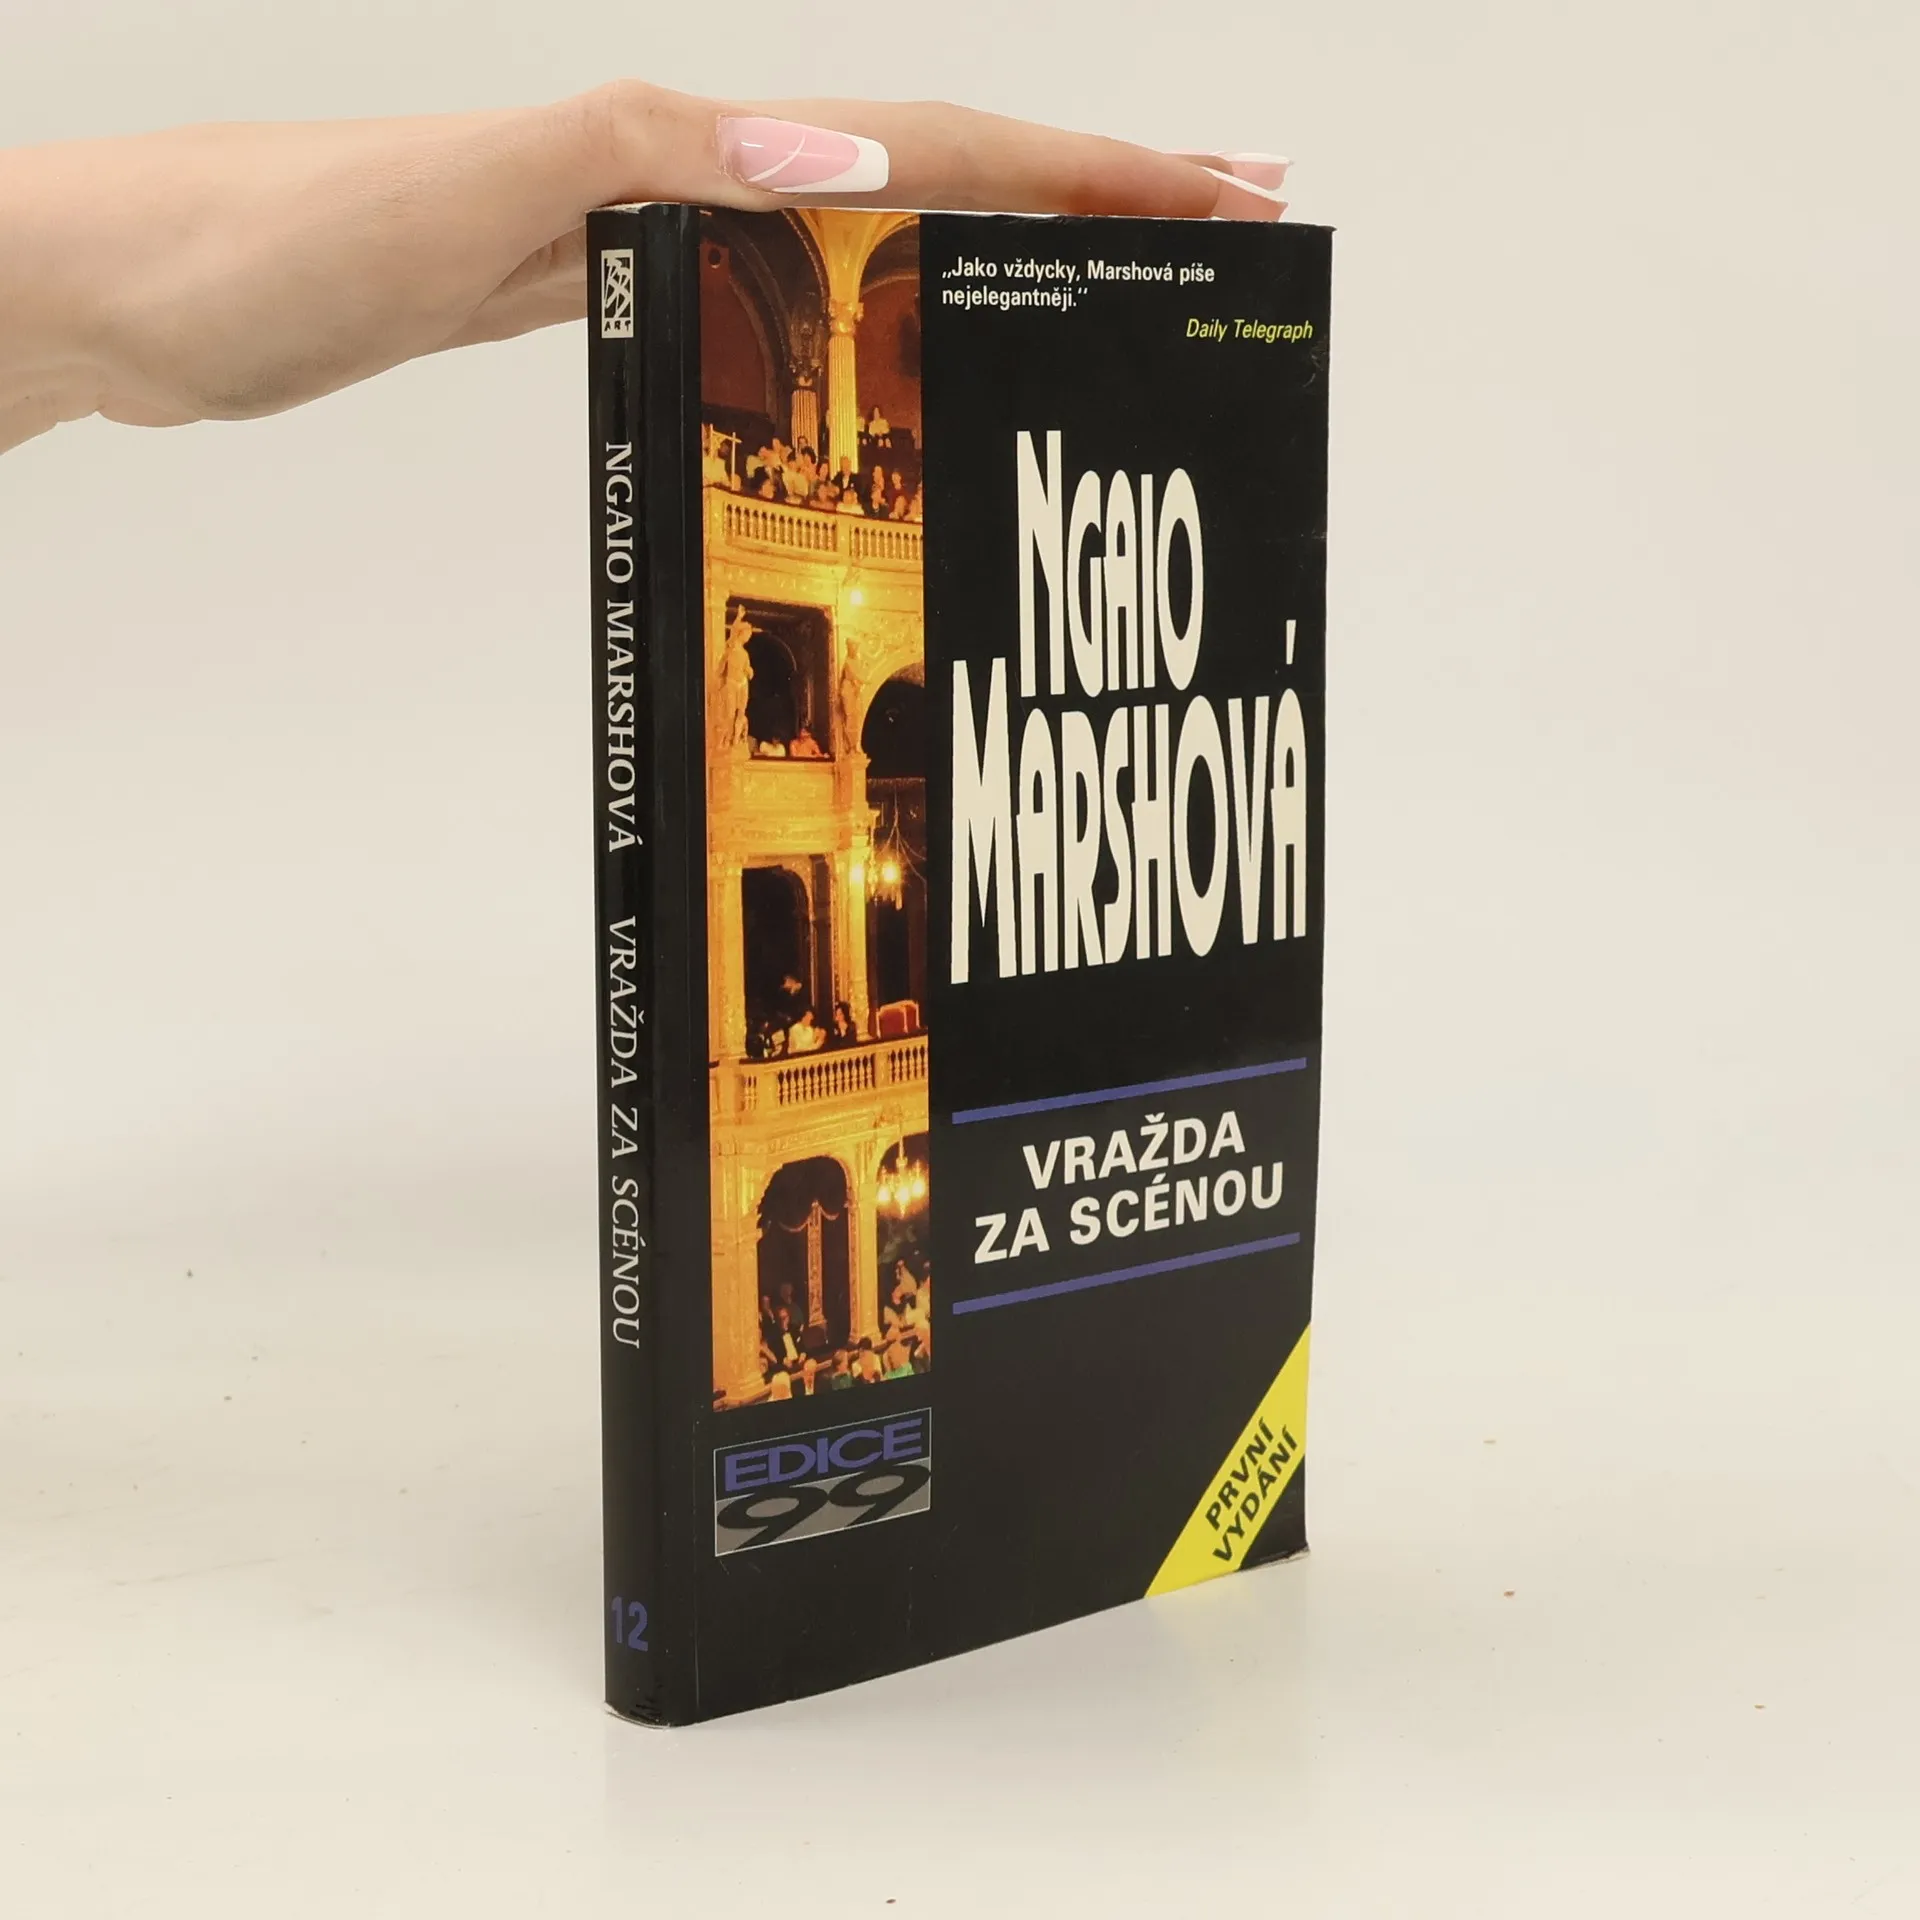 ART
NGAIO MARSHOVÁ VRAŽDA ZA SCÉNOU
12
„Jako vždycky, Marshová píše
nejelegantněji.“
Daily Telegraph
NGAIO
MARSHOVÁ
VRAŽDA
ZA SCÉNOU
EDICE
99
PRVNÍ
VYDÁNÍ